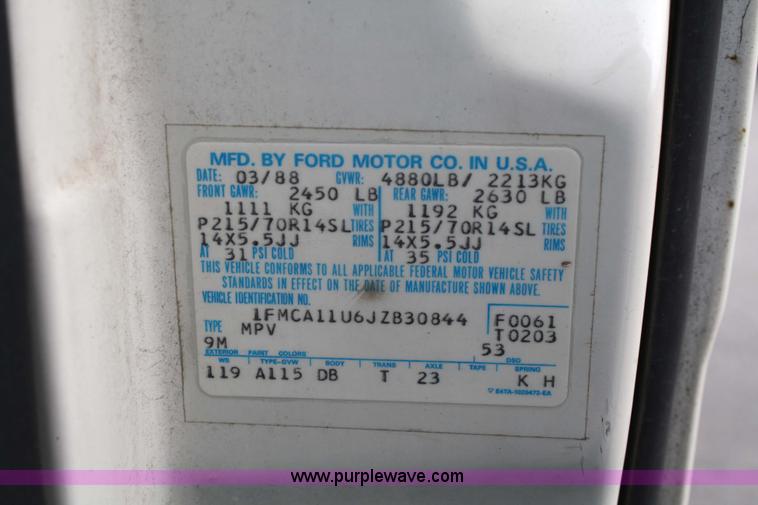 MFD. BY FORD MOTOR CO. IN U.S.A.
DATE: 03/88 GVWR: 4880LB/ 2213KG
FRONT GAWR: 2450 LB REAR GAWR: 2630 LB
1111 KG WITH 1192 KG WITH
P215/70R14SL TIRES P215/70R14SL TIRES
14X5.5JJ RIMS 14X5.5JJ RIMS
AT 31 PSI COLD AT 35 PSI COLD
THIS VEHICLE CONFORMS TO ALL APPLICABLE FEDERAL MOTOR VEHICLE SAFETY
STANDARDS IN EFFECT ON THE DATE OF MANUFACTURE SHOWN ABOVE.
VEHICLE IDENTIFICATION NO.
1FMCA11U6JZB30844 F0061
TYPE MPV T0203
9M 53
EXTERIOR PAINT COLORS DSO
WB TYPE-GVW BODY TRANS AXLE TAPE SPRING
119 A115 DB T 23 K H
E4TA-1020472-EA
www.purplewave.com